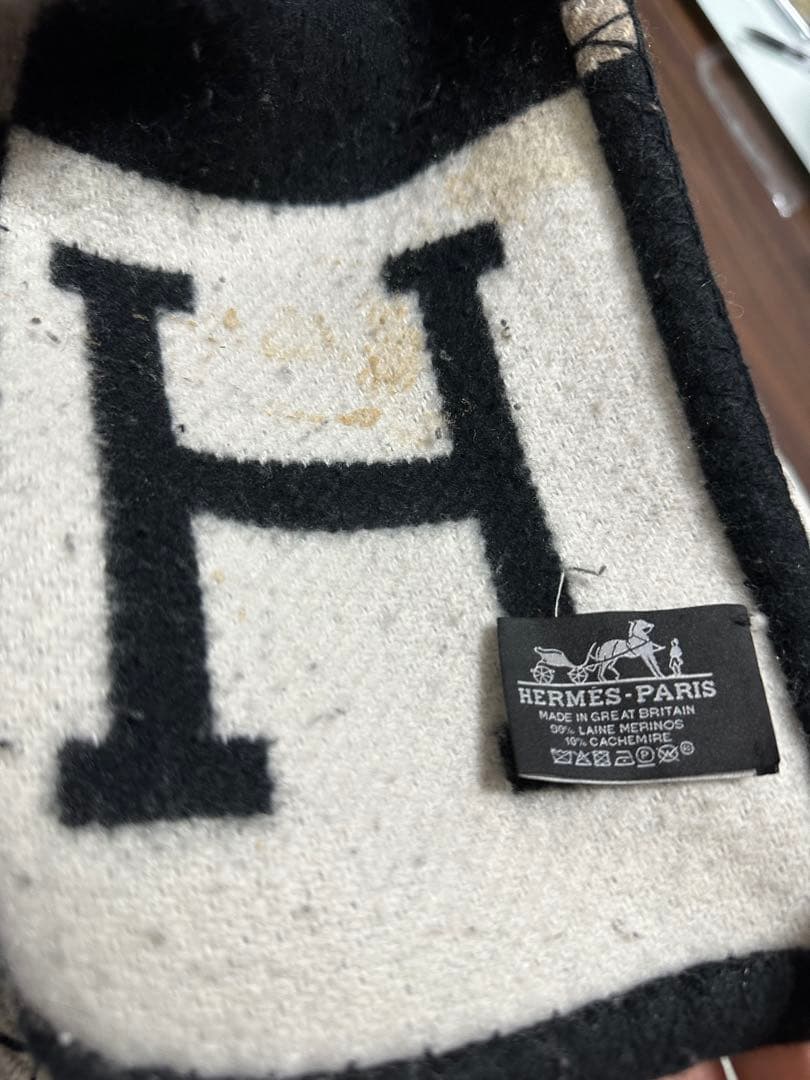 H
HERMÈS-PARIS
MADE IN GREAT BRITAIN
90% LAINE MERINOS
10% CACHEMIRE